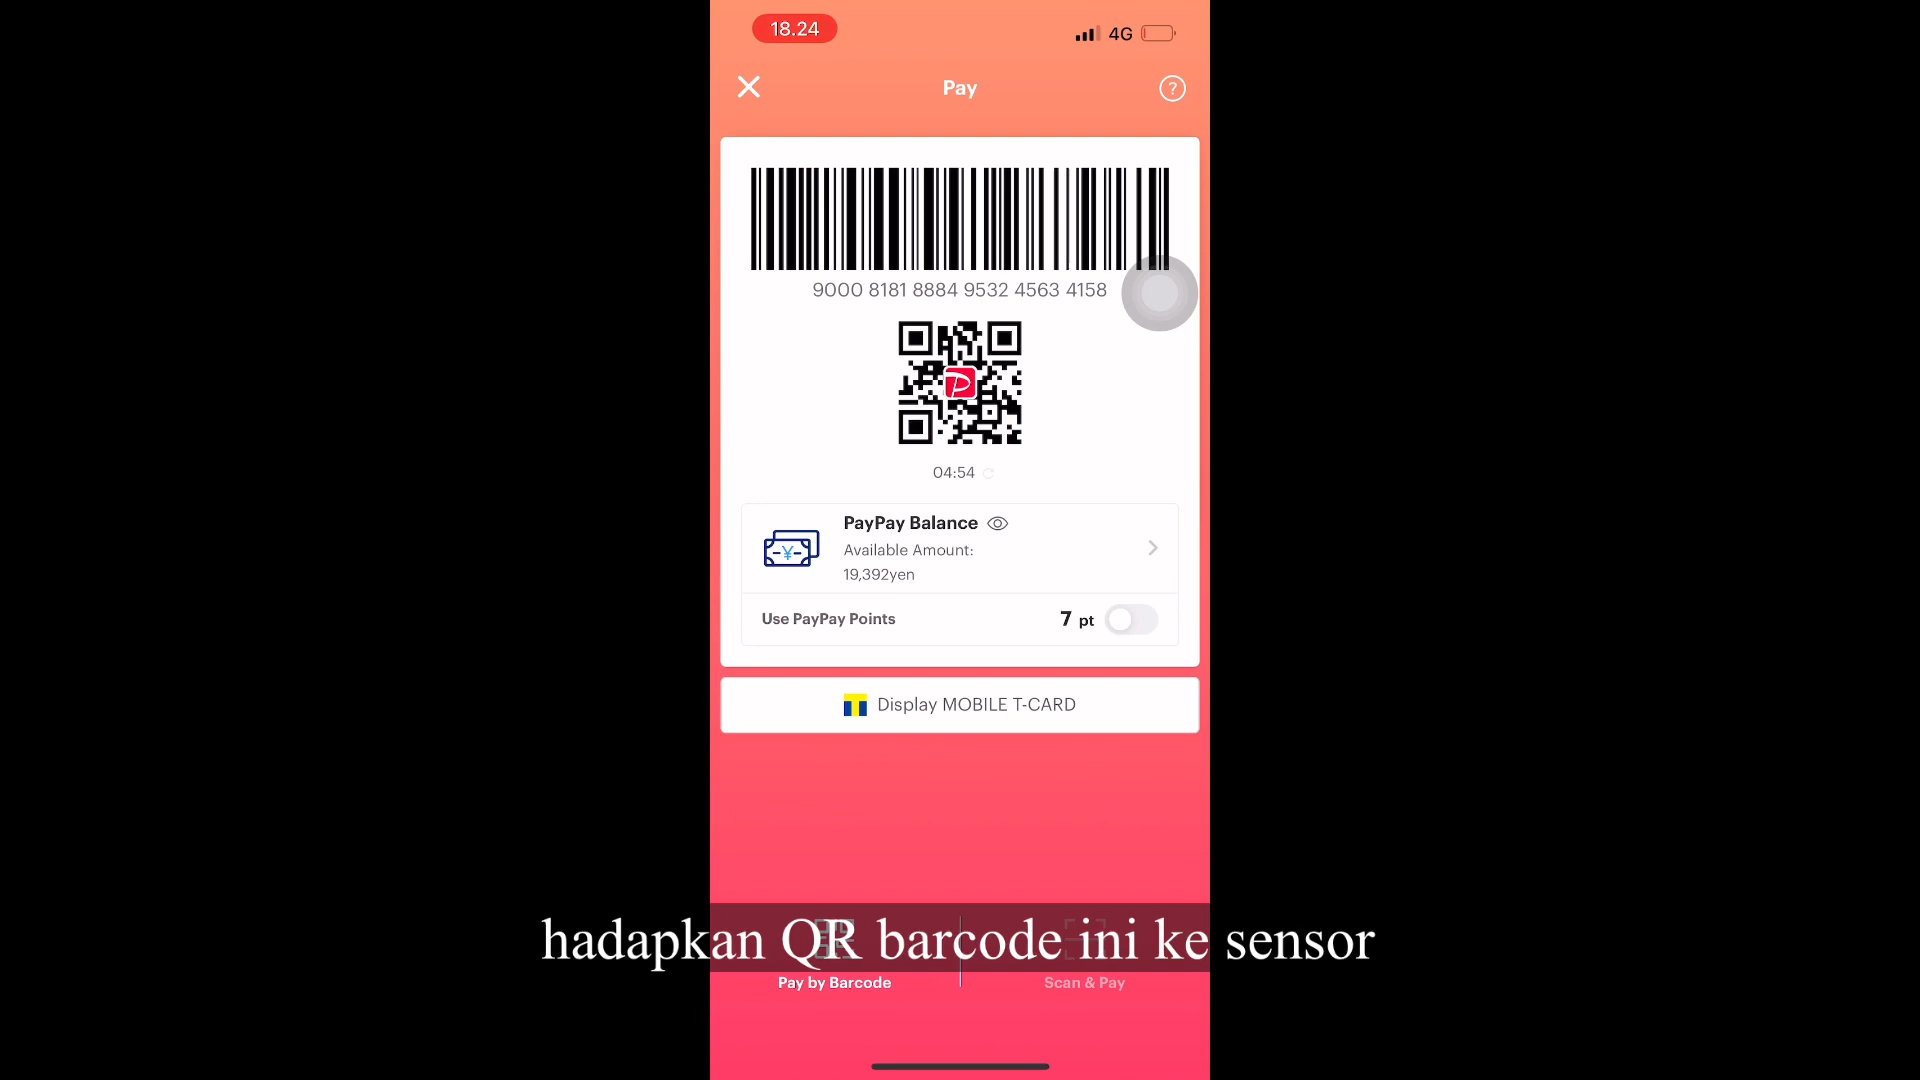 18.24
4G
Pay
?
9000 8181 8884 9532 4563 4158
04:54
PayPay Balance
Available Amount:
19,392yen
Use PayPay Points 7 pt
Display MOBILE T-CARD
hadapkan QR barcode ini ke sensor
Pay by Barcode
Scan & Pay